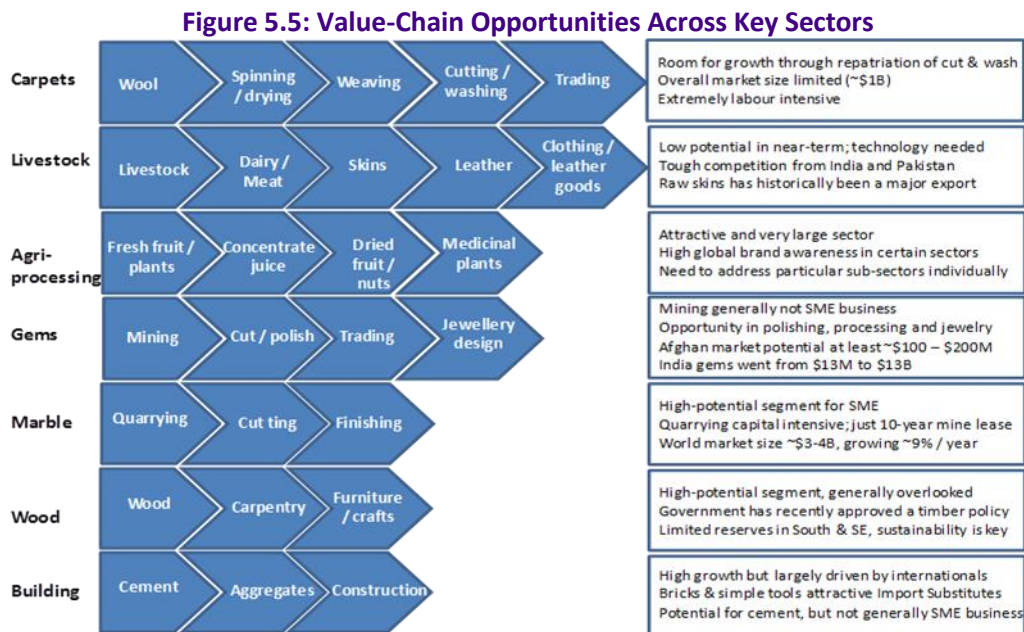 Figure 5.5: Value-Chain Opportunities Across Key Sectors
Carpets
Wool
Spinning
/ drying
Weaving
Cutting /
washing
Trading
Room for growth through repatriation of cut & wash
Overall market size limited (~$1B)
Extremely labour intensive
Livestock
Livestock
Dairy /
Meat
Skins
Leather
Clothing /
leather
goods
Low potential in near-term; technology needed
Tough competition from India and Pakistan
Raw skins has historically been a major export
Agri-
processing
Fresh fruit /
plants
Concentrate
juice
Dried
fruit /
nuts
Medicinal
plants
Attractive and very large sector
High global brand awareness in certain sectors
Need to address particular sub-sectors individually
Gems
Mining
Cut / polish
Trading
Jewellery
design
Mining generally not SME business
Opportunity in polishing, processing and jewelry
Afghan market potential at least ~$100 – $200M
India gems went from $13M to $13B
Marble
Quarrying
Cut ting
Finishing
High-potential segment for SME
Quarrying capital intensive; just 10-year mine lease
World market size ~$3-4B, growing ~9% / year
Wood
Wood
Carpentry
Furniture
/ crafts
High-potential segment, generally overlooked
Government has recently approved a timber policy
Limited reserves in South & SE, sustainability is key
Building
Cement
Aggregates
Construction
High growth but largely driven by internationals
Bricks & simple tools attractive Import Substitutes
Potential for cement, but not generally SME business